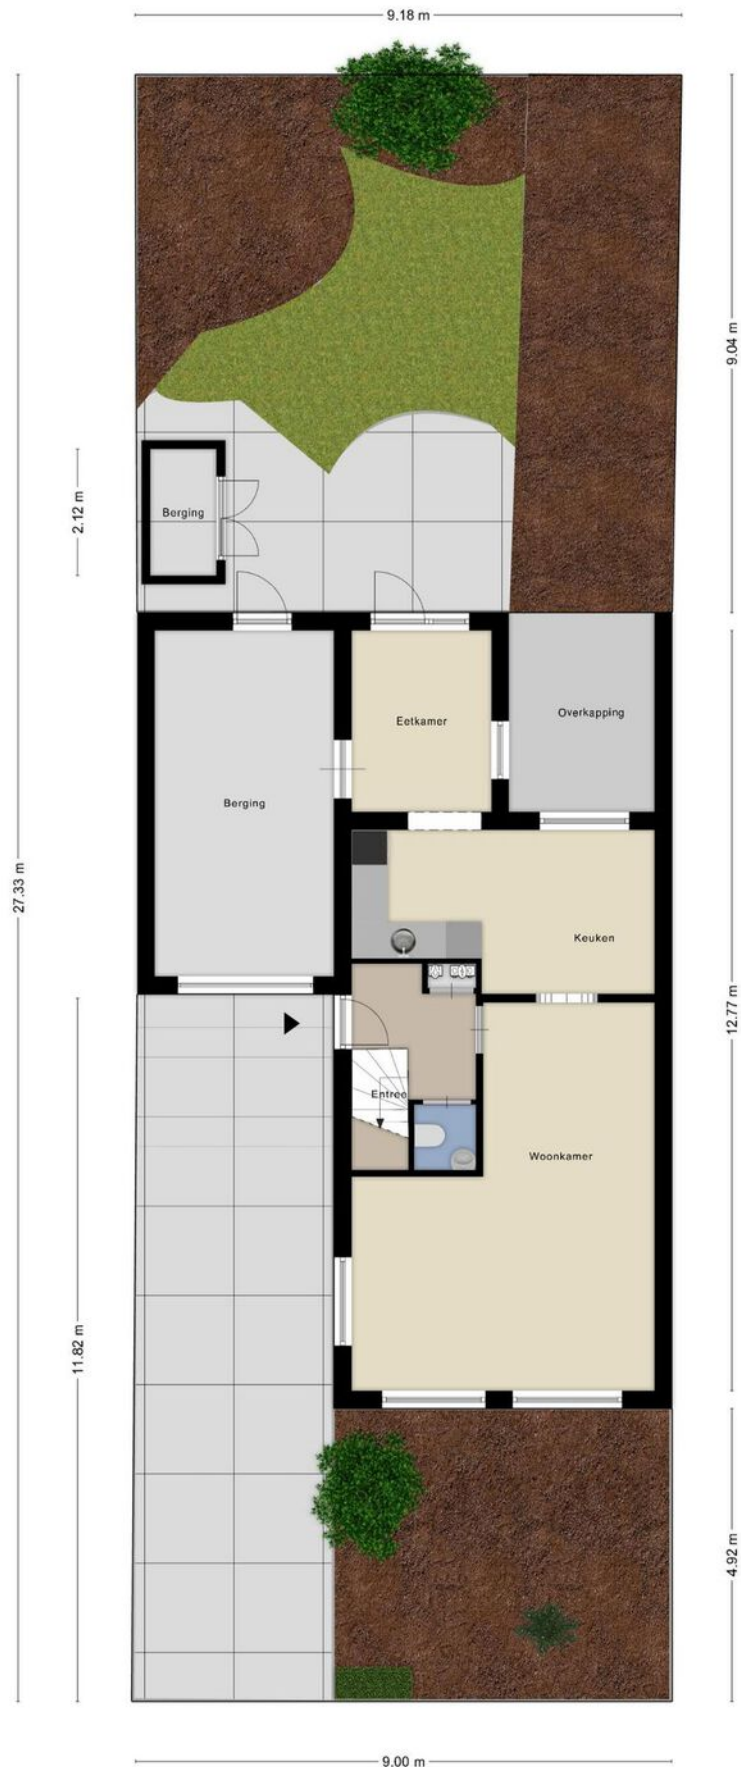 9.18 m
9.04 m
2.12 m
Berging
Eetkamer
Overkapping
Berging
27.33 m
Keuken
12.77 m
Entree
Woonkamer
11.82 m
4.92 m
9.00 m